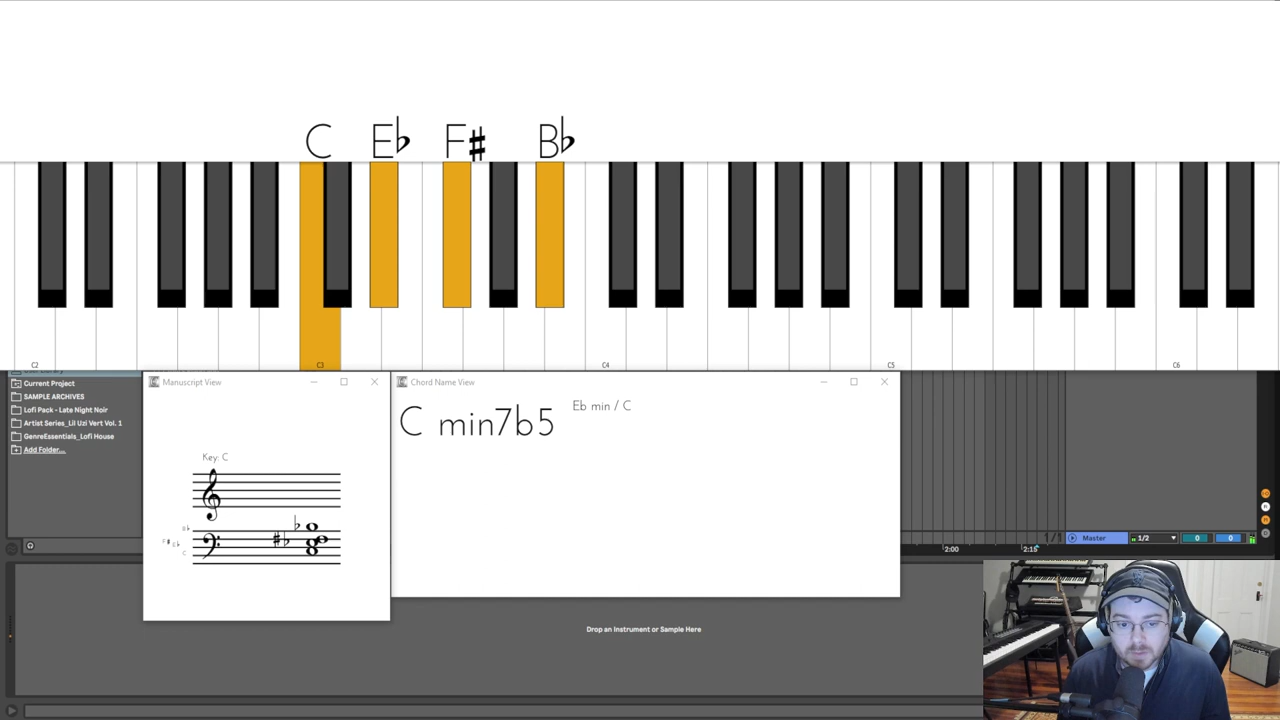 C E♭ F♯ B♭
C2 C3 C4 C5 C6
Current Project
SAMPLE ARCHIVES
Lofi Pack - Late Night Noir
Artist Series_Lil Uzi Vert Vol. 1
GenreEssentials_Lofi House
Add Folder...
Manuscript View
Key: C
B♭
F# E♭
C
Chord Name View
C min7b5
Eb min / C
1/1
Master
1/2
0
0
2:00
2:15
Drop an Instrument or Sample Here